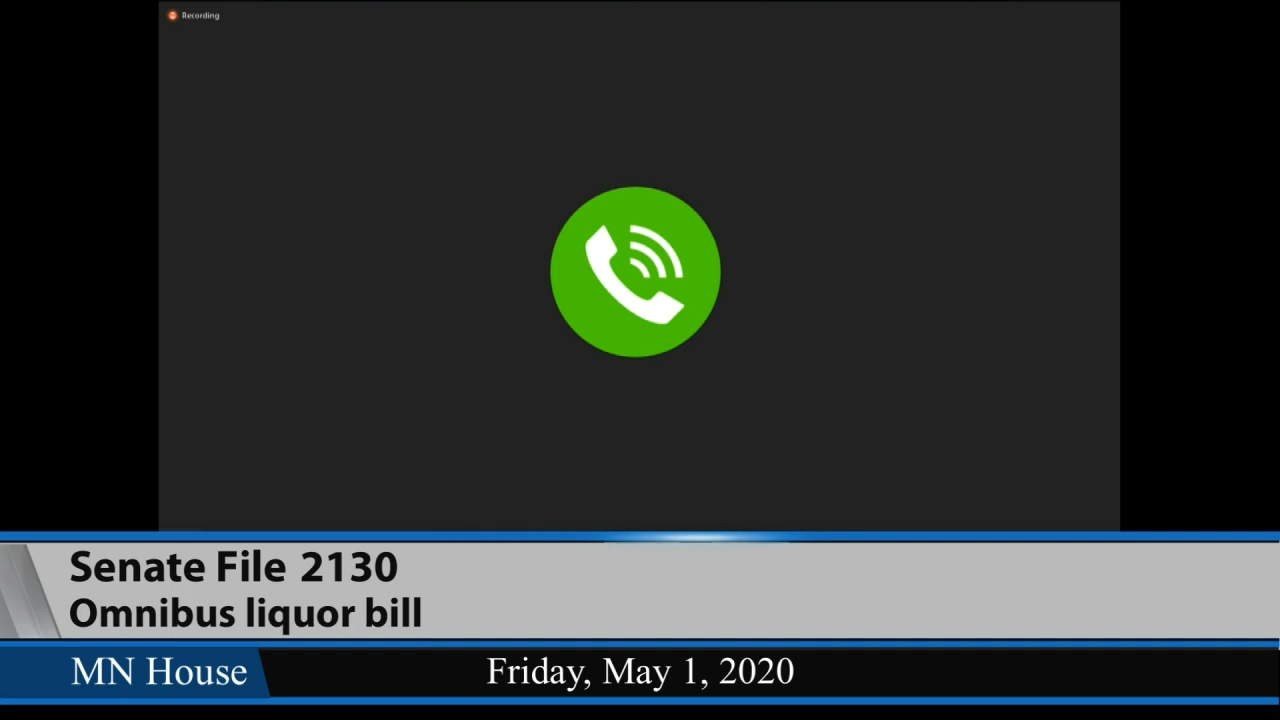 Recording
Senate File 2130
Omnibus liquor bill
MN House
Friday, May 1, 2020